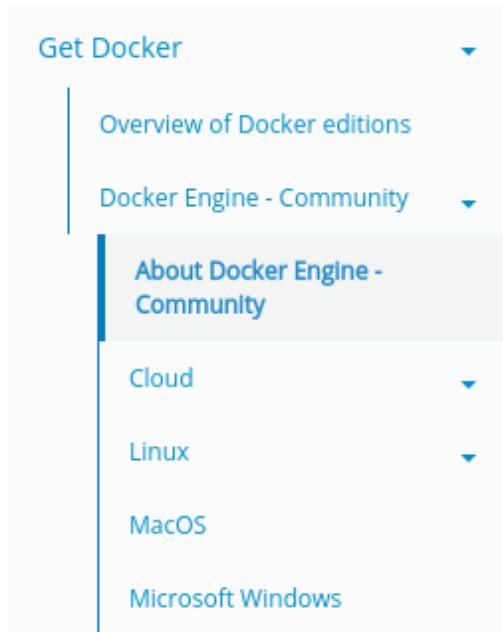 Get Docker
Overview of Docker editions
Docker Engine - Community
About Docker Engine -
Community
Cloud
Linux
MacOS
Microsoft Windows